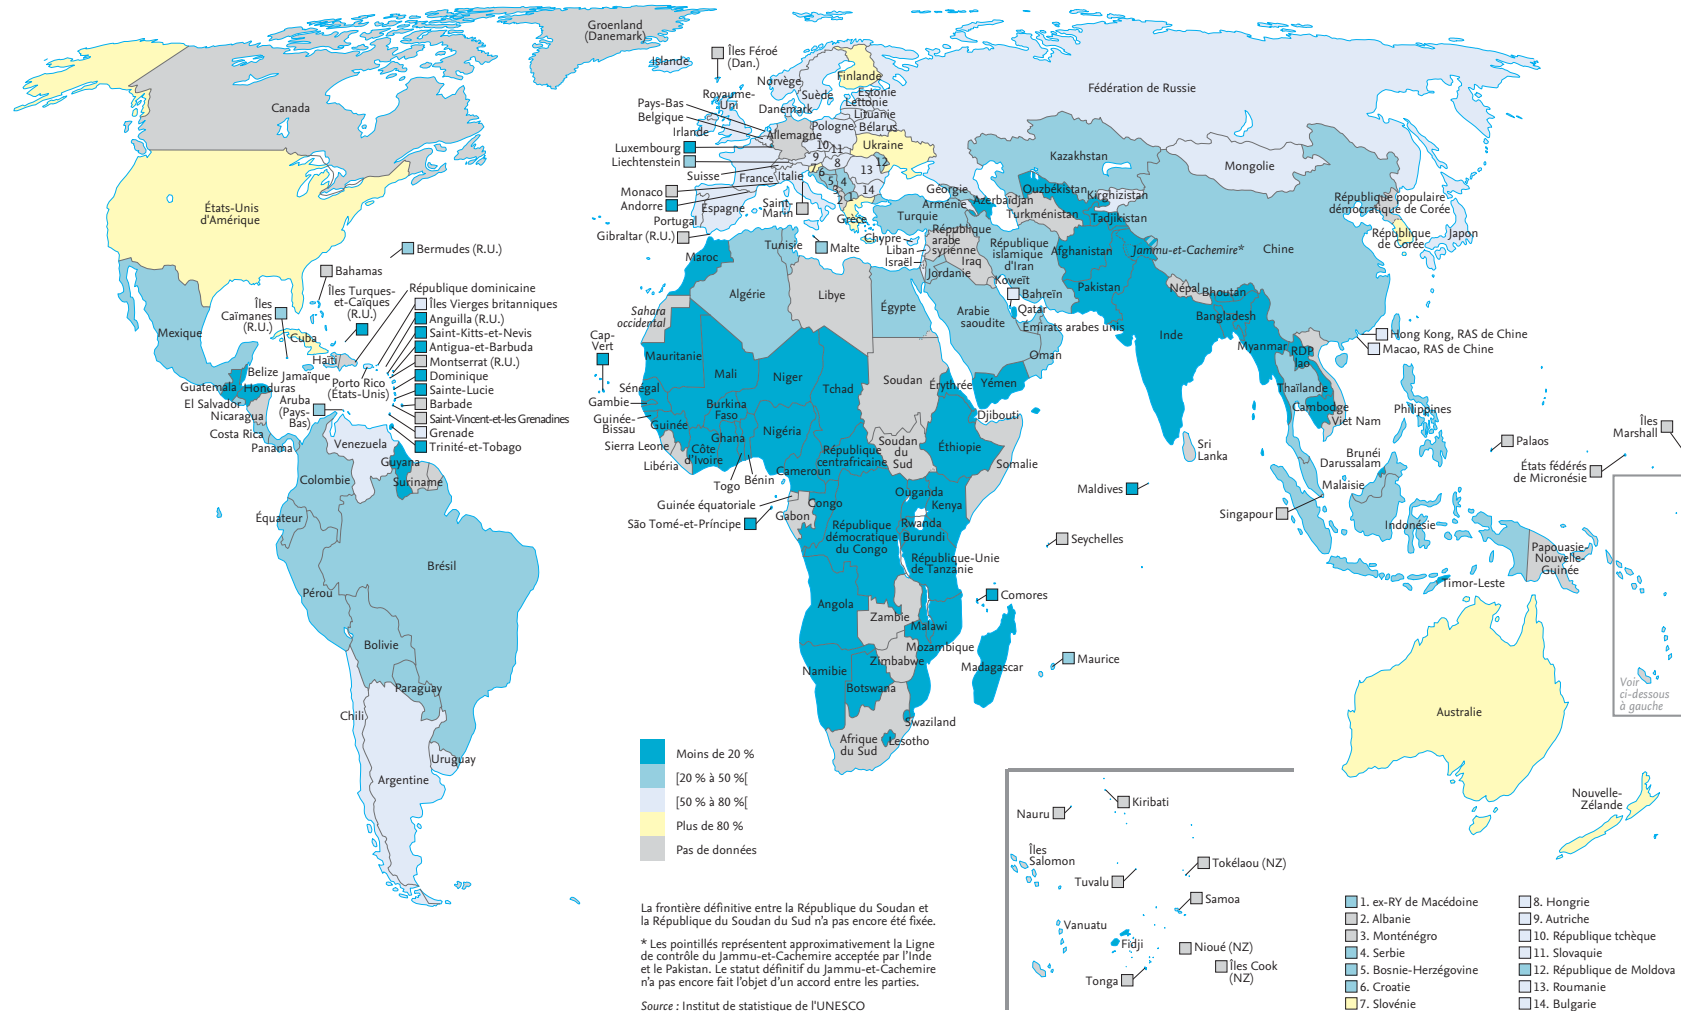 Groenland
(Danemark)
Îles Féroé
(Dan.)
Islande
Canada
Norvège
Finlande
Suède
Estonie
Lettonie
Lituanie
Royaume-
Uni
Danemark
Pays-Bas
Belgique
Irlande
Pologne
Bélarus
Allemagne
Luxembourg
Liechtenstein
Ukraine
10
11
9
8
12
7
6
13
5
4
3
14
2
1
Suisse
France
Italie
Monaco
Andorre
Espagne
Saint-
Marin
Portugal
Gibraltar (R.U.)
Grèce
Fédération de Russie
Kazakhstan
Mongolie
Géorgie
Arménie
Azerbaïdjan
Ouzbékistan
Kirghizistan
Turkménistan
Tadjikistan
Turquie
République populaire
démocratique de Corée
République
de Corée
Japon
États-Unis
d'Amérique
Bermudes (R.U.)
Bahamas
Îles Turques-
et-Caïques
(R.U.)
Îles
Caïmanes
(R.U.)
République dominicaine
Îles Vierges britanniques
Anguilla (R.U.)
Saint-Kitts-et-Nevis
Antigua-et-Barbuda
Montserrat (R.U.)
Dominique
Sainte-Lucie
Barbade
Saint-Vincent-et-les Grenadines
Grenade
Trinité-et-Tobago
Mexique
Cuba
Haïti
Belize
Jamaïque
Porto Rico
(États-Unis)
Guatemala
Honduras
El Salvador
Nicaragua
Aruba
(Pays-
Bas)
Costa Rica
Panama
Venezuela
Guyana
Suriname
Colombie
Équateur
Brésil
Pérou
Bolivie
Paraguay
Chili
Uruguay
Argentine
Maroc
Tunisie
Malte
Chypre
Liban
Israël
République
arabe
syrienne
Iraq
Jordanie
République
islamique
d'Iran
Koweït
Bahreïn
Qatar
Émirats arabes unis
Arabie
saoudite
Oman
Yémen
Afghanistan
Jammu-et-Cachemire*
Pakistan
Chine
Népal
Bhoutan
Bangladesh
Inde
Myanmar
RDP
lao
Thaïlande
Cambodge
Viet Nam
Hong Kong, RAS de Chine
Macao, RAS de Chine
Philippines
Sri
Lanka
Maldives
Brunéi
Darussalam
Malaisie
Singapour
Indonésie
Timor-Leste
Papouasie-
Nouvelle-
Guinée
Palaos
États fédérés
de Micronésie
Îles
Marshall
Algérie
Libye
Égypte
Sahara
occidental
Cap-
Vert
Mauritanie
Mali
Niger
Tchad
Soudan
Érythrée
Djibouti
Sénégal
Gambie
Guinée-
Bissau
Guinée
Sierra Leone
Libéria
Burkina
Faso
Ghana
Côte
d'Ivoire
Togo
Bénin
Nigéria
Cameroun
République
centrafricaine
Soudan
du
Sud
Éthiopie
Somalie
Guinée équatoriale
São Tomé-et-Príncipe
Gabon
Congo
République
démocratique
du Congo
Ouganda
Kenya
Rwanda
Burundi
République-Unie
de Tanzanie
Seychelles
Comores
Angola
Zambie
Malawi
Mozambique
Zimbabwe
Madagascar
Maurice
Namibie
Botswana
Swaziland
Lesotho
Afrique
du Sud
Australie
Nouvelle-
Zélande
Voir
ci-dessous
à gauche
Moins de 20 %
[20 % à 50 %[
[50 % à 80 %[
Plus de 80 %
Pas de données
La frontière définitive entre la République du Soudan et
la République du Soudan du Sud n'a pas encore été fixée.
* Les pointillés représentent approximativement la Ligne
de contrôle du Jammu-et-Cachemire acceptée par l'Inde
et le Pakistan. Le statut définitif du Jammu-et-Cachemire
n'a pas encore fait l'objet d'un accord entre les parties.
Source : Institut de statistique de l'UNESCO
Nauru
Kiribati
Îles
Salomon
Tuvalu
Tokélaou (NZ)
Samoa
Vanuatu
Fidji
Nioué (NZ)
Îles Cook
(NZ)
Tonga
1. ex-RY de Macédoine
2. Albanie
3. Monténégro
4. Serbie
5. Bosnie-Herzégovine
6. Croatie
7. Slovénie
8. Hongrie
9. Autriche
10. République tchèque
11. Slovaquie
12. République de Moldova
13. Roumanie
14. Bulgarie